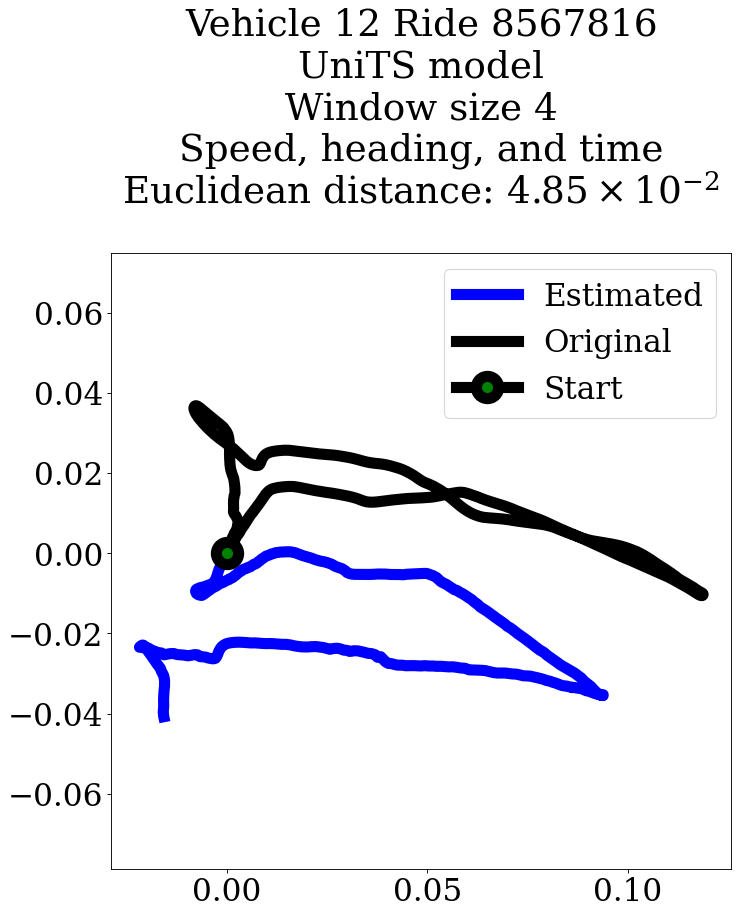 Vehicle 12 Ride 8567816
UniTS model
Window size 4
Speed, heading, and time
Euclidean distance: 4.85 × 10⁻²
Estimated
Original
Start
0.06
0.04
0.02
0.00
−0.02
−0.04
−0.06
0.00 0.05 0.10